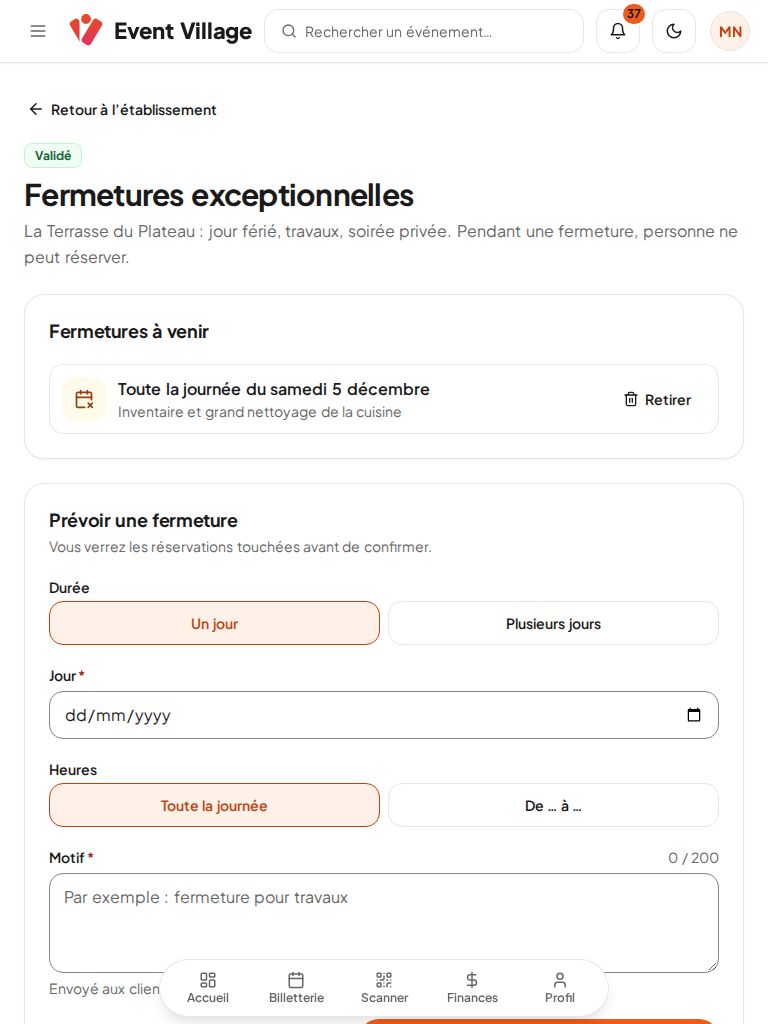 Event Village
Rechercher un événement…
37
MN
Retour à l’établissement
Validé
Fermetures exceptionnelles
La Terrasse du Plateau : jour férié, travaux, soirée privée. Pendant une fermeture, personne ne
peut réserver.
Fermetures à venir
Toute la journée du samedi 5 décembre
Inventaire et grand nettoyage de la cuisine
Retirer
Prévoir une fermeture
Vous verrez les réservations touchées avant de confirmer.
Durée
Un jour
Plusieurs jours
Jour *
dd/mm/yyyy
Heures
Toute la journée
De … à …
Motif *
0 / 200
Par exemple : fermeture pour travaux
Envoyé aux
Accueil
Billetterie
Scanner
Finances
Profil